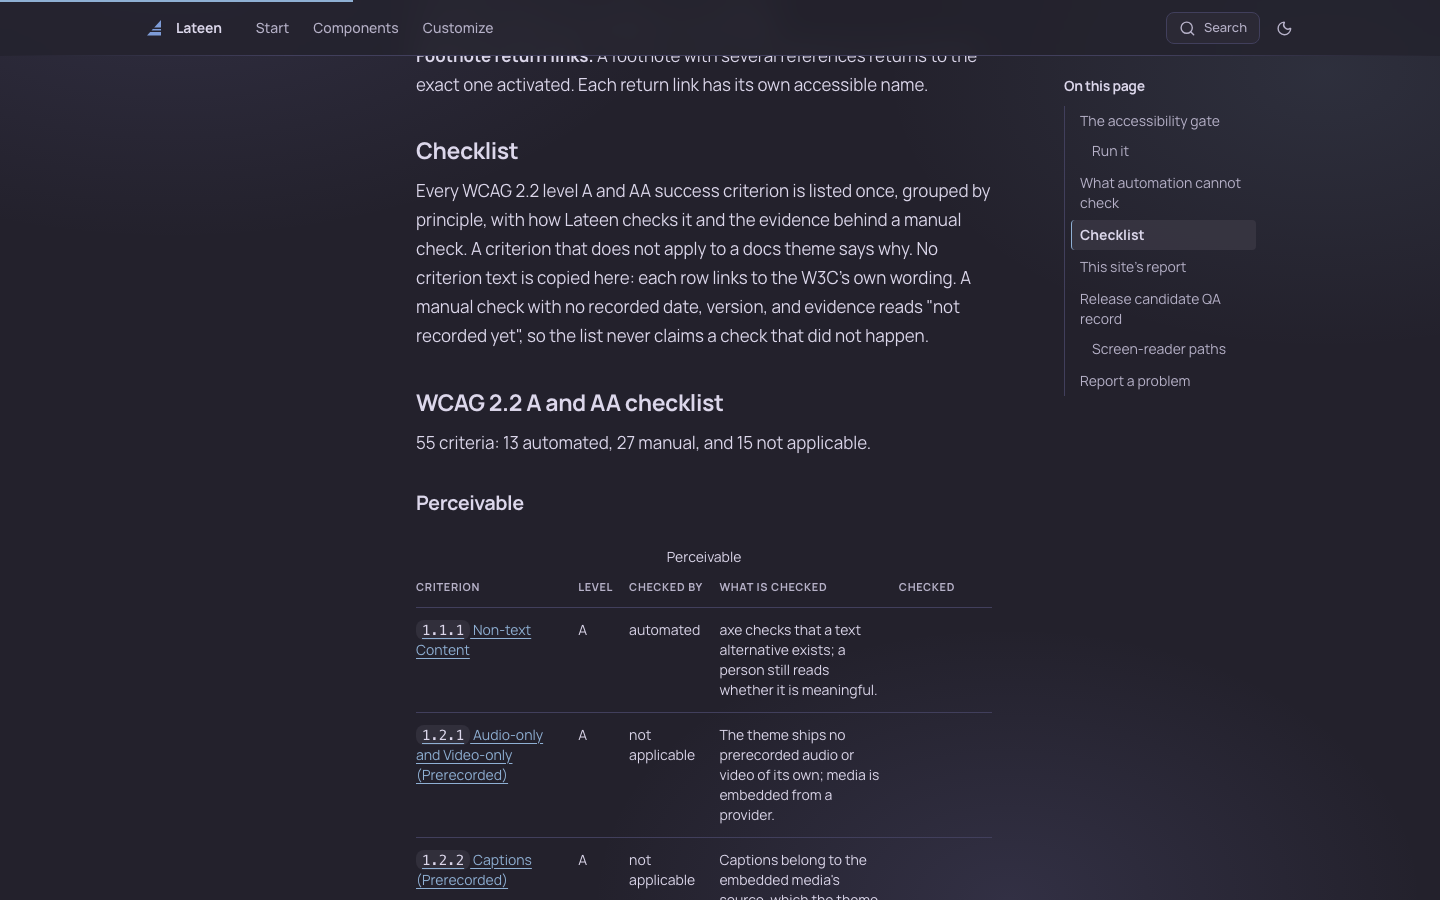 Lateen
Start
Components
Customize
Search
Footnote return links. A footnote with several references returns to the
exact one activated. Each return link has its own accessible name.
Checklist
Every WCAG 2.2 level A and AA success criterion is listed once, grouped by
principle, with how Lateen checks it and the evidence behind a manual
check. A criterion that does not apply to a docs theme says why. No
criterion text is copied here: each row links to the W3C's own wording. A
manual check with no recorded date, version, and evidence reads "not
recorded yet", so the list never claims a check that did not happen.
WCAG 2.2 A and AA checklist
55 criteria: 13 automated, 27 manual, and 15 not applicable.
Perceivable
Perceivable
CRITERION LEVEL CHECKED BY WHAT IS CHECKED CHECKED
1.1.1 Non-text A automated axe checks that a text
Content alternative exists; a
person still reads
whether it is meaningful.
1.2.1 Audio-only A not The theme ships no
and Video-only applicable prerecorded audio or
(Prerecorded) video of its own; media is
embedded from a
provider.
1.2.2 Captions A not Captions belong to the
(Prerecorded) applicable embedded media's
source, which the theme
On this page
The accessibility gate
Run it
What automation cannot
check
Checklist
This site's report
Release candidate QA
record
Screen-reader paths
Report a problem